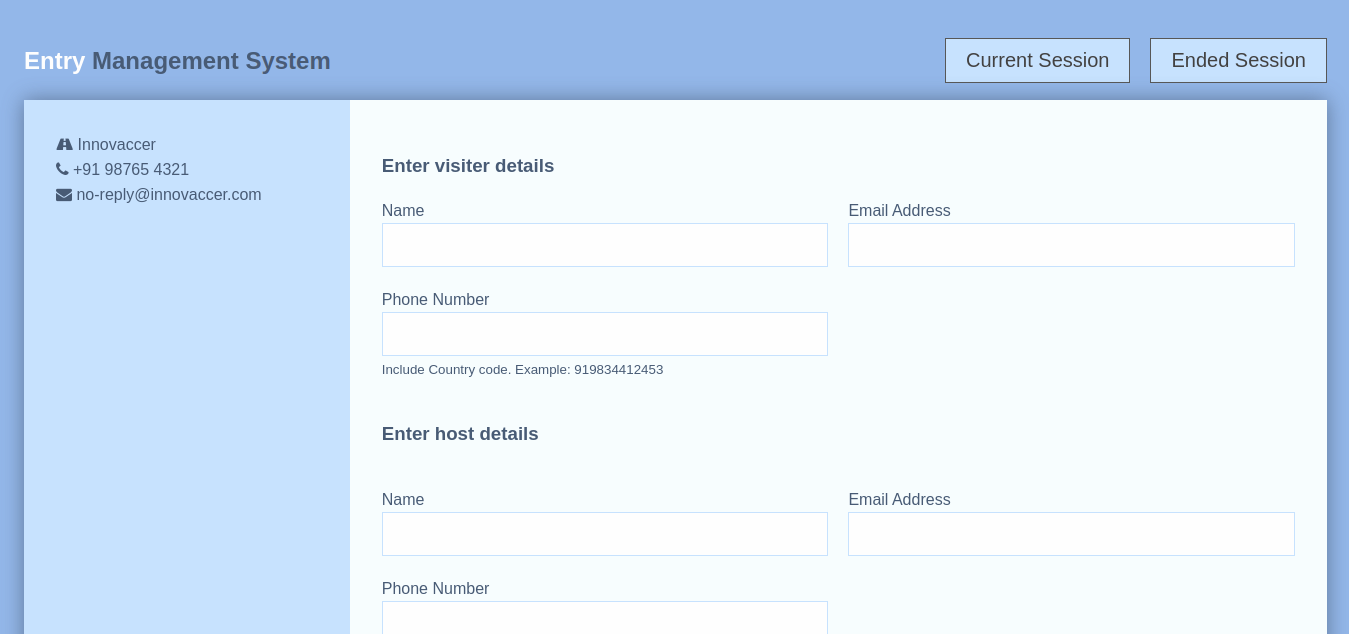 Entry Management System
Current Session
Ended Session
Innovaccer
+91 98765 4321
no-reply@innovaccer.com
Enter visiter details
Name
Email Address
Phone Number
Include Country code. Example: 919834412453
Enter host details
Name
Email Address
Phone Number